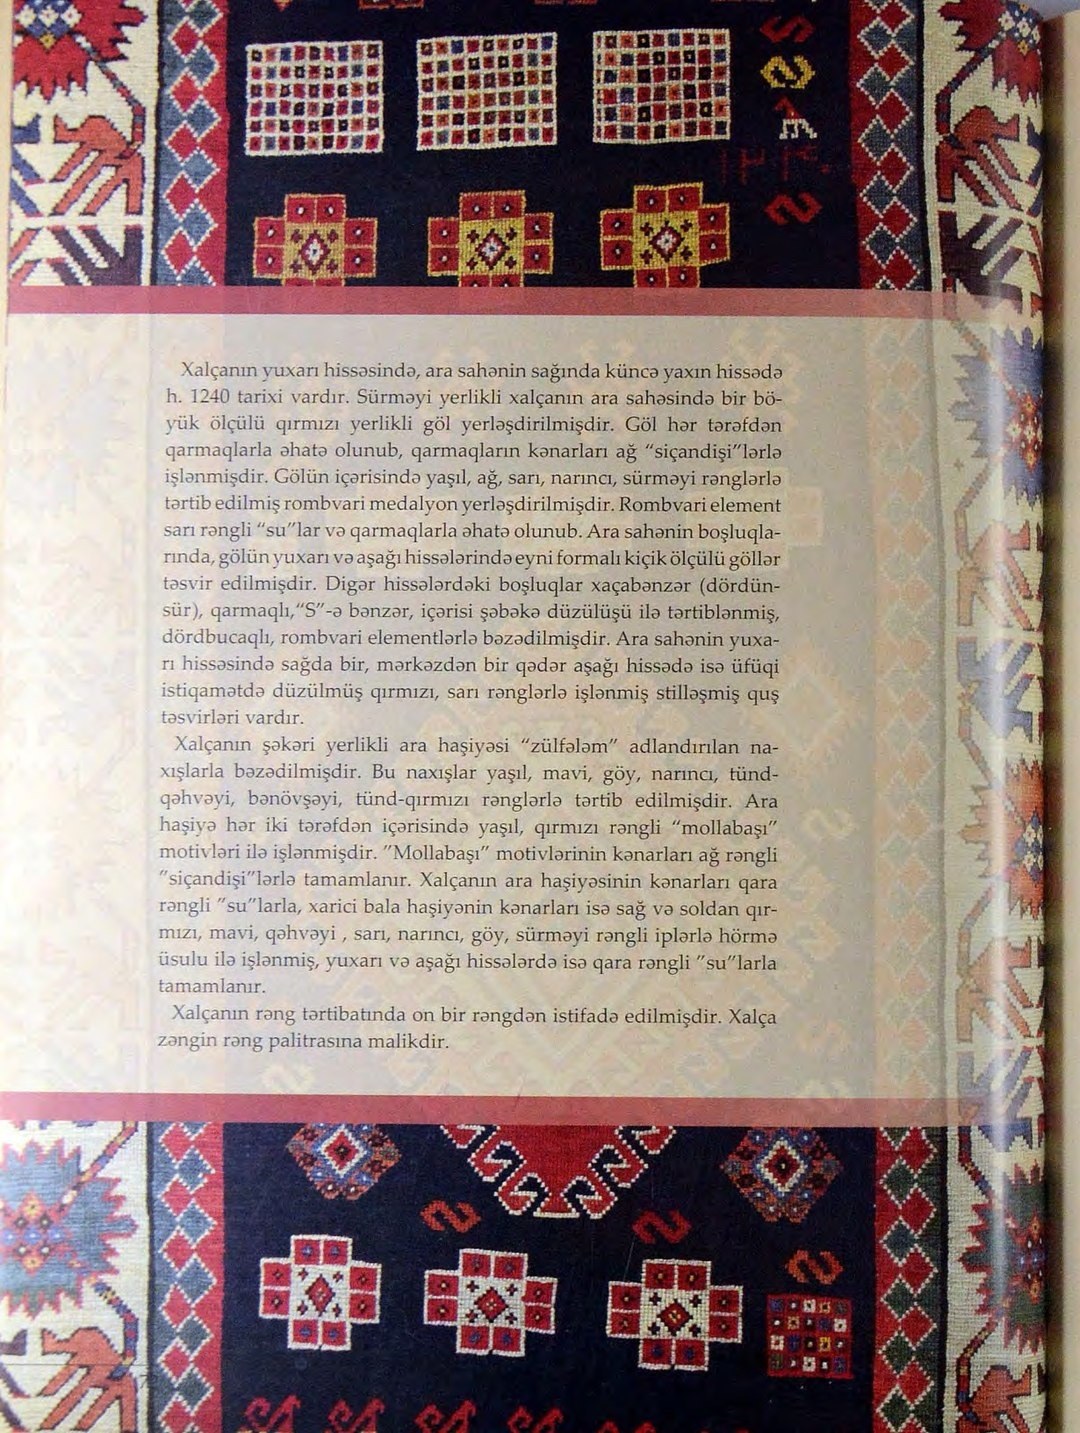 Xalçanın yuxarı hissəsində, ara sahənin sağında küncə yaxın hissədə
h. 1240 tarixi vardır. Sürməyi yerlikli xalçanın ara sahəsində bir bö-
yük ölçülü qırmızı yerlikli göl yerləşdirilmişdir. Göl hər tərəfdən
qarmaqlarla əhatə olunub, qarmaqların kənarları ağ "siçandişi"lərlə
işlənmişdir. Gölün içərisində yaşıl, ağ, sarı, narıncı, sürməyi rənglərlə
tərtib edilmiş rombvari medalyon yerləşdirilmişdir. Rombvari element
sarı rəngli "su"lar və qarmaqlarla əhatə olunub. Ara sahənin boşluqla-
rında, gölün yuxarı və aşağı hissələrində eyni formalı kiçik ölçülü göllər
təsvir edilmişdir. Digər hissələrdəki boşluqlar xaçabənzər (dördün-
sür), qarmaqlı,"S"-ə bənzər, içərisi şəbəkə düzülüşü ilə tərtiblənmiş,
dördbucaqlı, rombvari elementlərlə bəzədilmişdir. Ara sahənin yuxa-
rı hissəsində sağda bir, mərkəzdən bir qədər aşağı hissədə isə üfüqi
istiqamətdə düzülmüş qırmızı, sarı rənglərlə işlənmiş stilləşmiş quş
təsvirləri vardır.
Xalçanın şəkəri yerlikli ara haşiyəsi "zülfələm" adlandırılan na-
xışlarla bəzədilmişdir. Bu naxışlar yaşıl, mavi, göy, narıncı, tünd-
qəhvəyi, bənövşəyi, tünd-qırmızı rənglərlə tərtib edilmişdir. Ara
haşiyə hər iki tərəfdən içərisində yaşıl, qırmızı rəngli "mollabaşı"
motivləri ilə işlənmişdir. "Mollabaşı" motivlərinin kənarları ağ rəngli
"siçandişi"lərlə tamamlanır. Xalçanın ara haşiyəsinin kənarları qara
rəngli "su"larla, xarici bala haşiyənin kənarları isə sağ və soldan qır-
mızı, mavi, qəhvəyi , sarı, narıncı, göy, sürməyi rəngli iplərlə hörmə
üsulu ilə işlənmiş, yuxarı və aşağı hissələrdə isə qara rəngli "su"larla
tamamlanır.
Xalçanın rəng tərtibatında on bir rəngdən istifadə edilmişdir. Xalça
zəngin rəng palitrasına malikdir.